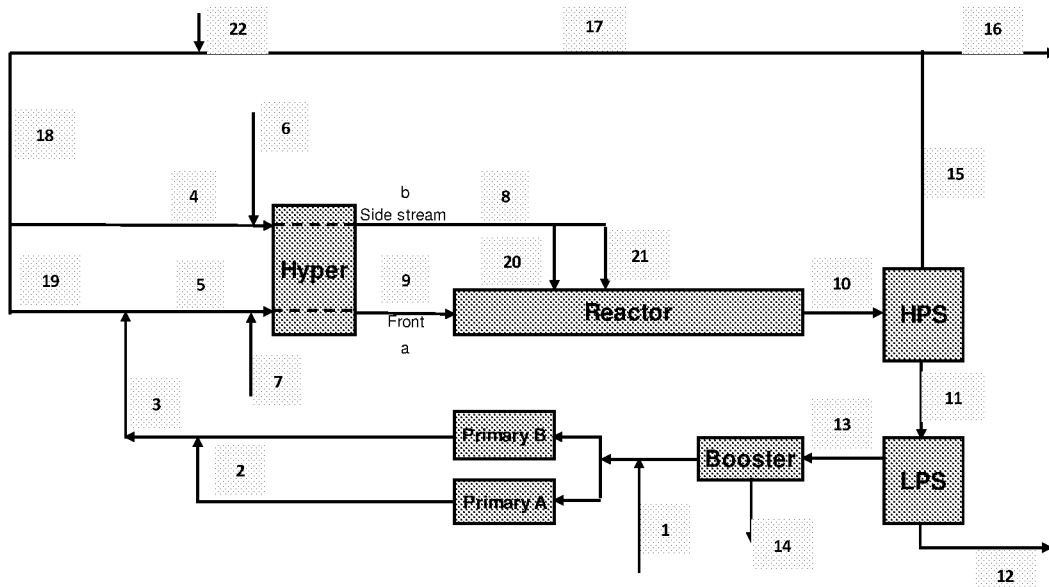 22
17
16
18
6
15
4
b
Side stream
8
Hyper
20
21
19
5
9
10
Front
a
Reactor
HPS
3
7
11
Primary B
13
2
Booster
LPS
Primary A
1
14
12